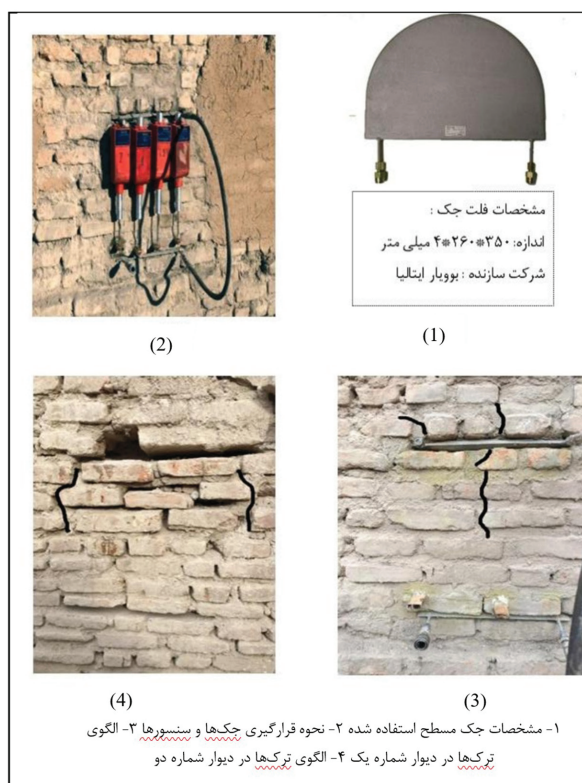 مشخصات فلت جک :
اندازه: ۳۵۰*۲۶۰*۴ میلی متر
شرکت سازنده : بوویار ایتالیا
(2)
(1)
(4)
(3)
۱- مشخصات جک مسطح استفاده شده ۲- نحوه قرارگیری جک‌ها و سنسورها ۳- الگوی
ترک‌ها در دیوار شماره یک ۴- الگوی ترک‌ها در دیوار شماره دو